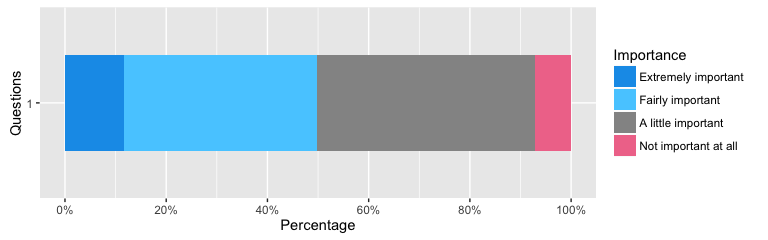 Questions
1
0%
20%
40%
60%
80%
100%
Percentage
Importance
Extremely important
Fairly important
A little important
Not important at all